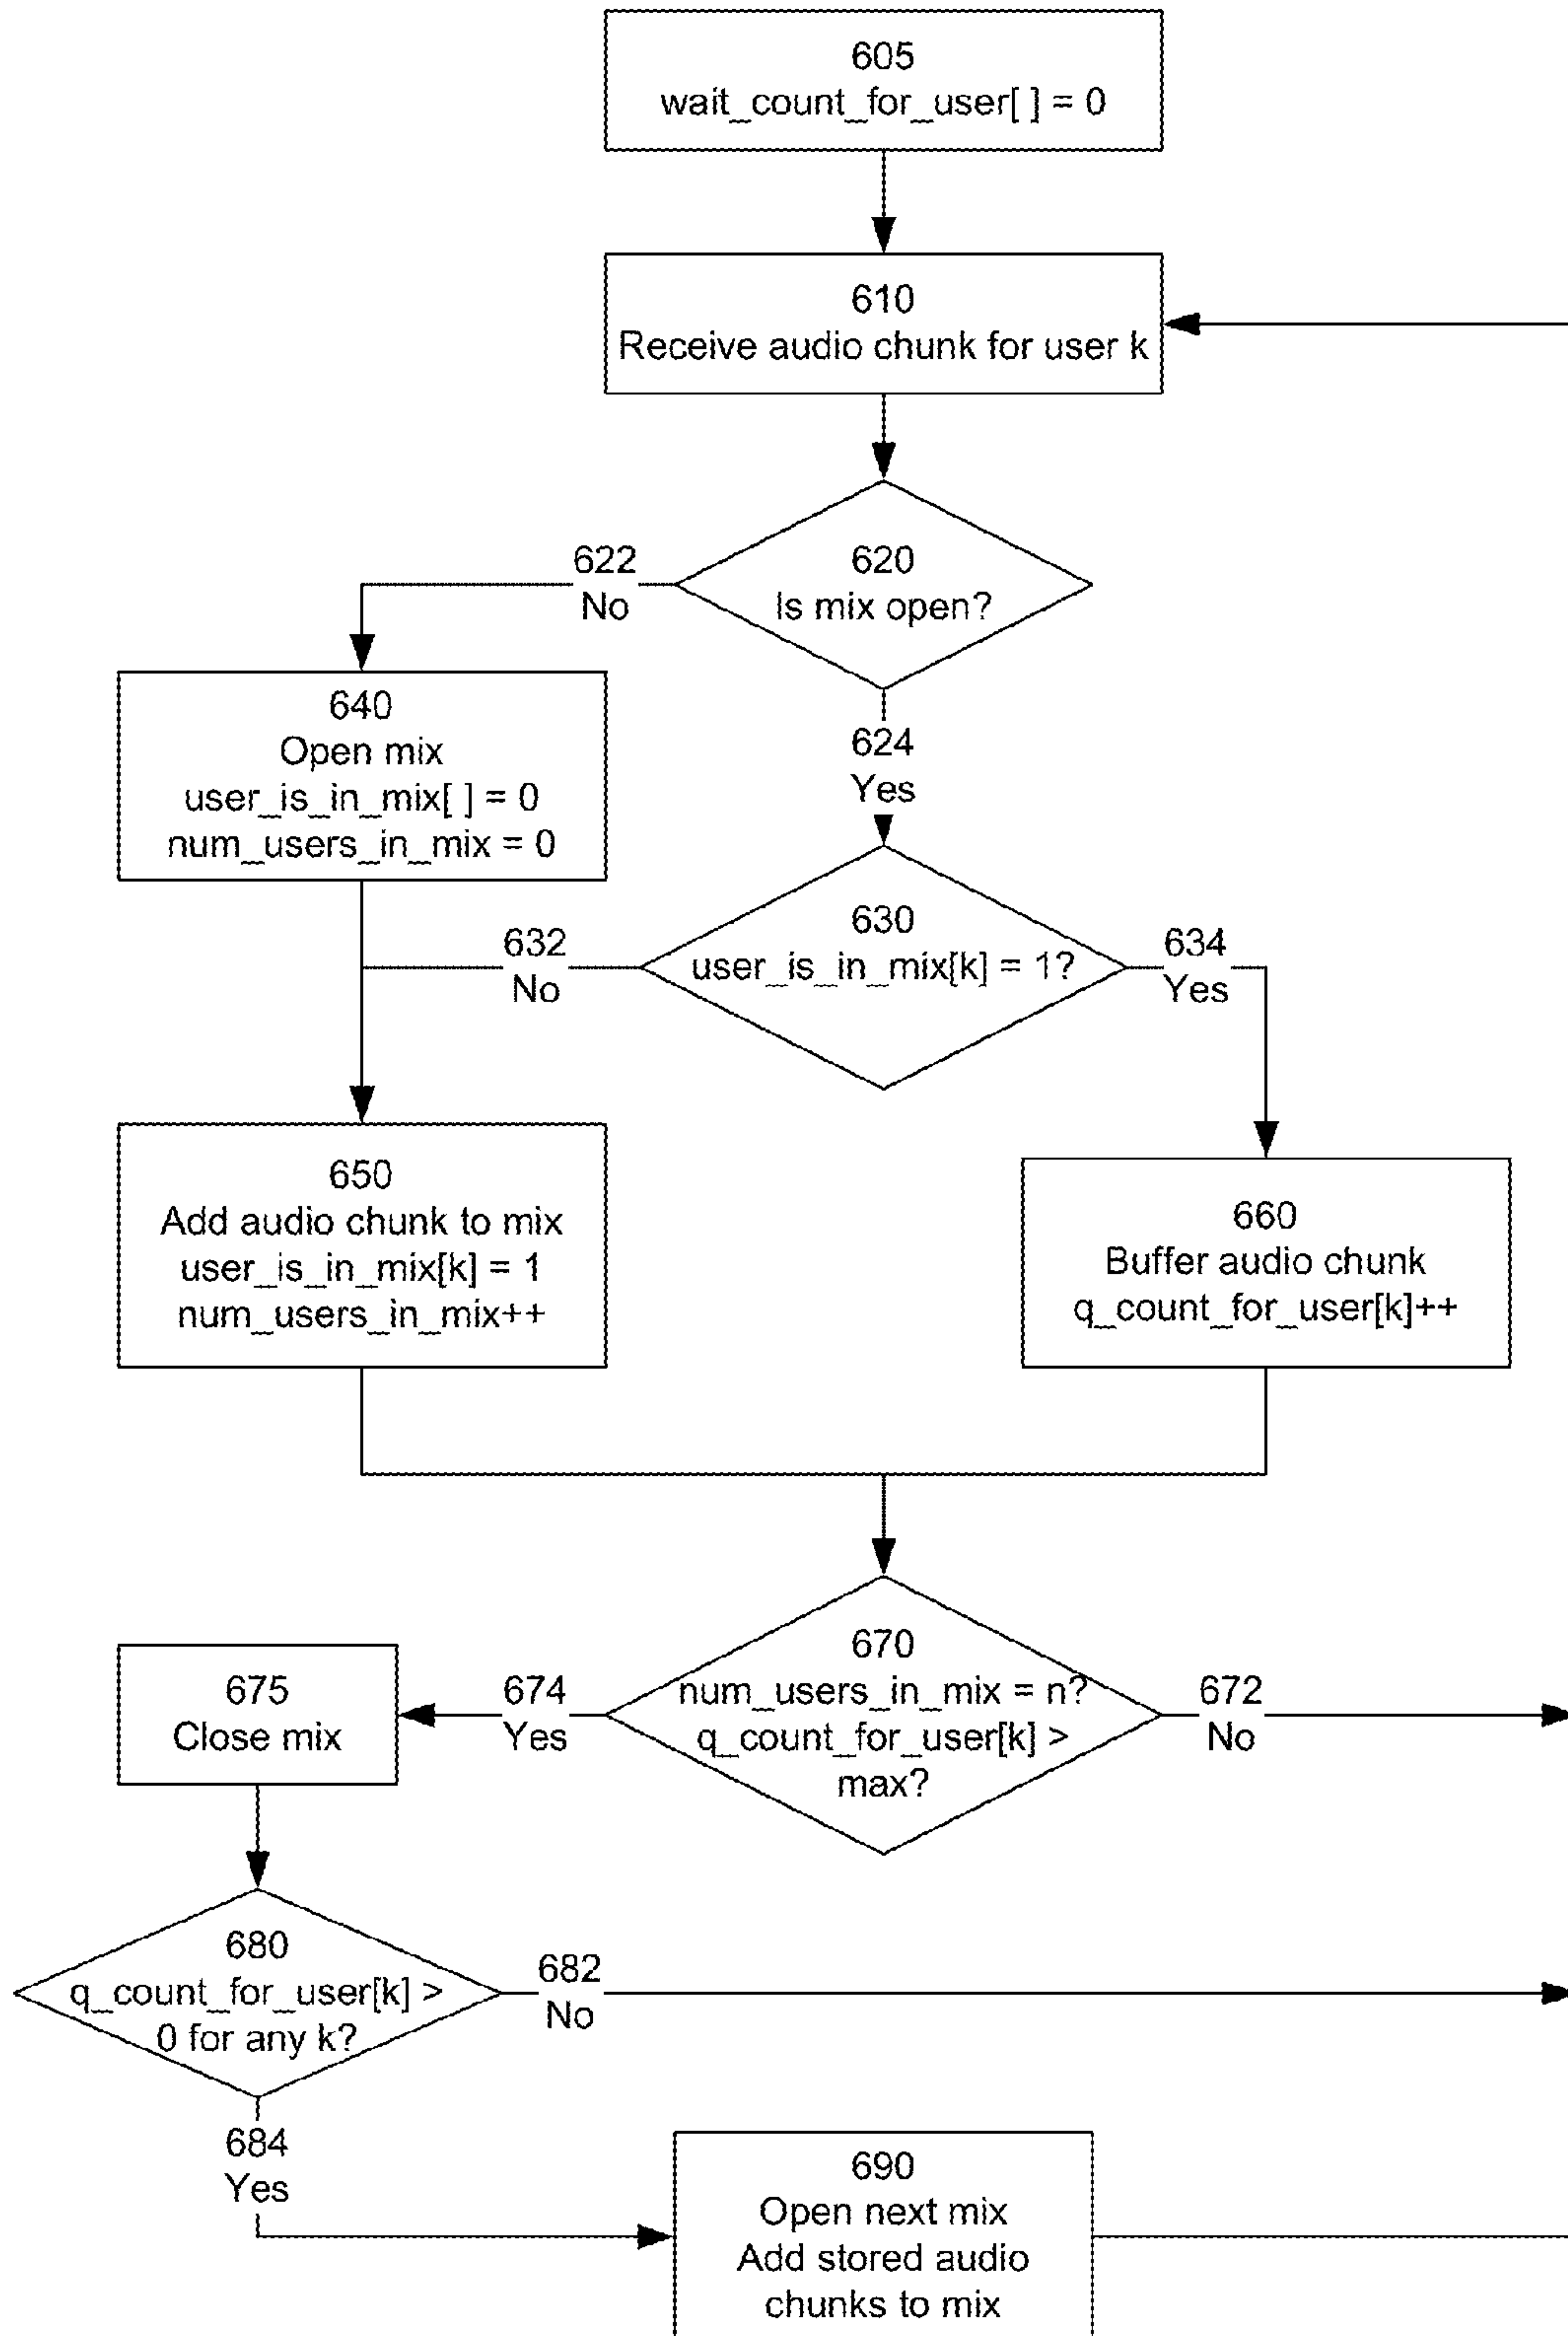 605
wait_count_for_user[ ] = 0
610
Receive audio chunk for user k
622
No
620
Is mix open?
640
Open mix
user_is_in_mix[ ] = 0
num_users_in_mix = 0
624
Yes
632
No
630
user_is_in_mix[k] = 1?
634
Yes
650
Add audio chunk to mix
user_is_in_mix[k] = 1
num_users_in_mix++
660
Buffer audio chunk
q_count_for_user[k]++
675
Close mix
674
Yes
670
num_users_in_mix = n?
q_count_for_user[k] >
max?
672
No
680
q_count_for_user[k] >
0 for any k?
682
No
684
Yes
690
Open next mix
Add stored audio
chunks to mix